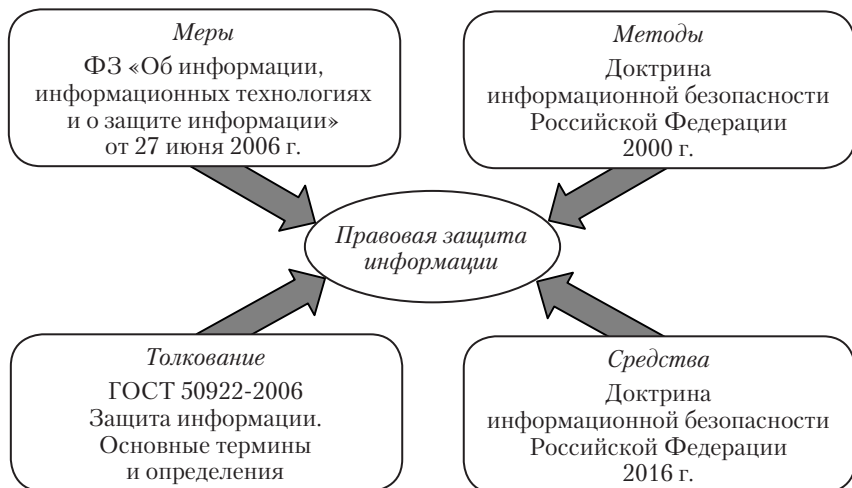 Меры
ФЗ «Об информации,
информационных технологиях
и о защите информации»
от 27 июня 2006 г.
Методы
Доктрина
информационной безопасности
Российской Федерации
2000 г.
Правовая защита
информации
Толкование
ГОСТ 50922-2006
Защита информации.
Основные термины
и определения
Средства
Доктрина
информационной безопасности
Российской Федерации
2016 г.